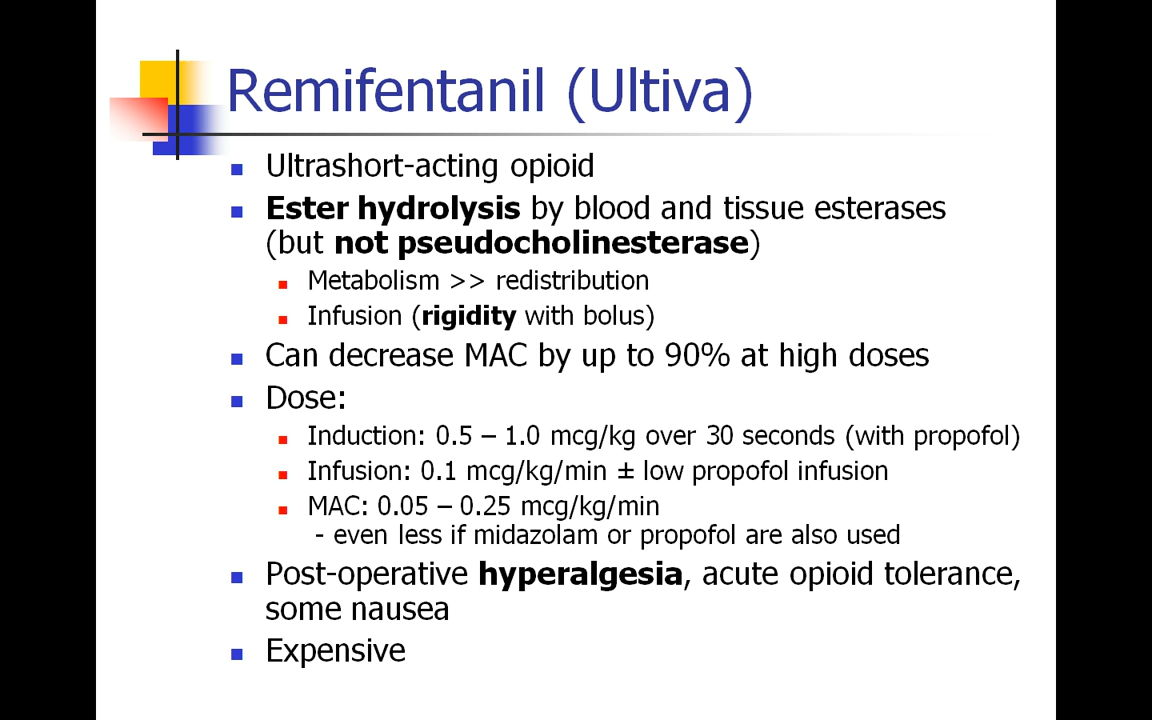 Remifentanil (Ultiva)
Ultrashort-acting opioid
Ester hydrolysis by blood and tissue esterases
(but not pseudocholinesterase)
Metabolism >> redistribution
Infusion (rigidity with bolus)
Can decrease MAC by up to 90% at high doses
Dose:
Induction: 0.5 – 1.0 mcg/kg over 30 seconds (with propofol)
Infusion: 0.1 mcg/kg/min ± low propofol infusion
MAC: 0.05 – 0.25 mcg/kg/min
- even less if midazolam or propofol are also used
Post-operative hyperalgesia, acute opioid tolerance,
some nausea
Expensive